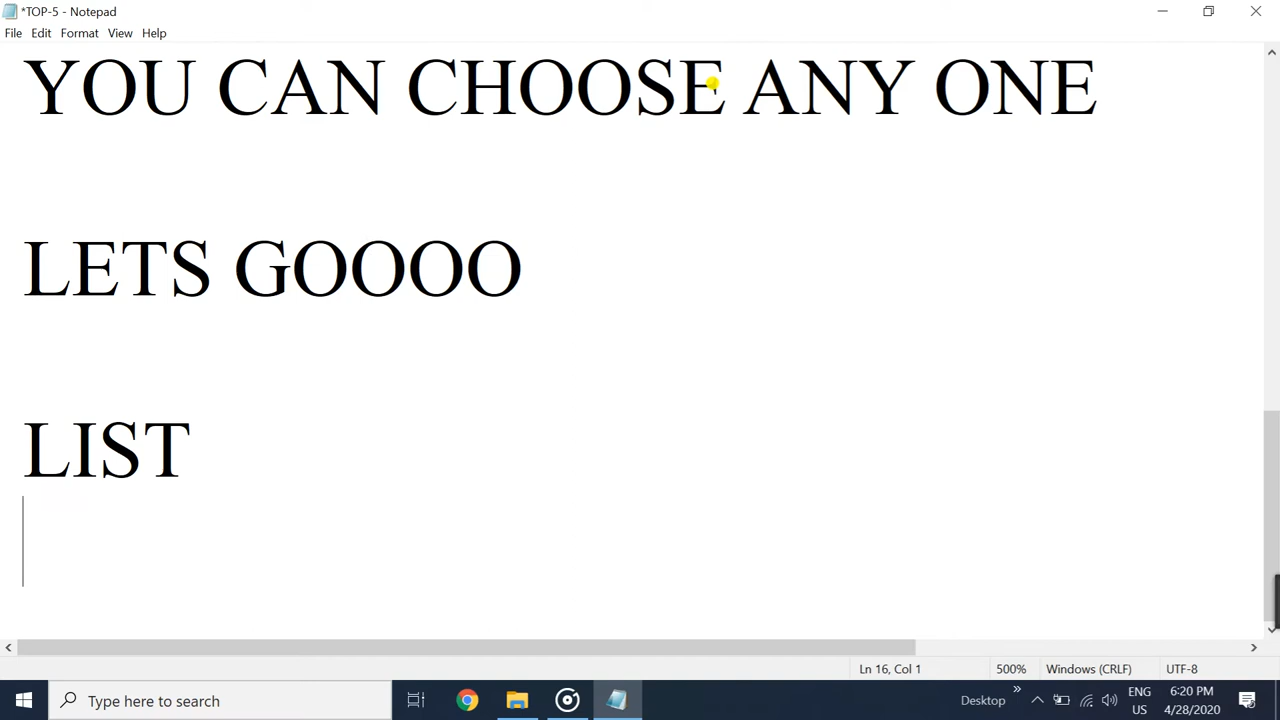 *TOP-5 - Notepad
File Edit Format View Help
YOU CAN CHOOSE ANY ONE
LETS GOOOO
LIST
Ln 16, Col 1 500% Windows (CRLF) UTF-8
Type here to search Desktop » ENG 6:20 PM
US 4/28/2020